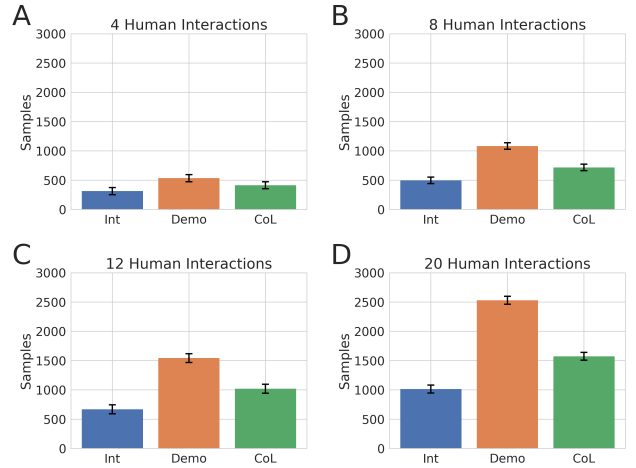 A
4 Human Interactions
3000
2500
2000
1500
1000
500
0
Samples
Int Demo CoL
B
8 Human Interactions
3000
2500
2000
1500
1000
500
0
Samples
Int Demo CoL
C
12 Human Interactions
3000
2500
2000
1500
1000
500
0
Samples
Int Demo CoL
D
20 Human Interactions
3000
2500
2000
1500
1000
500
0
Samples
Int Demo CoL